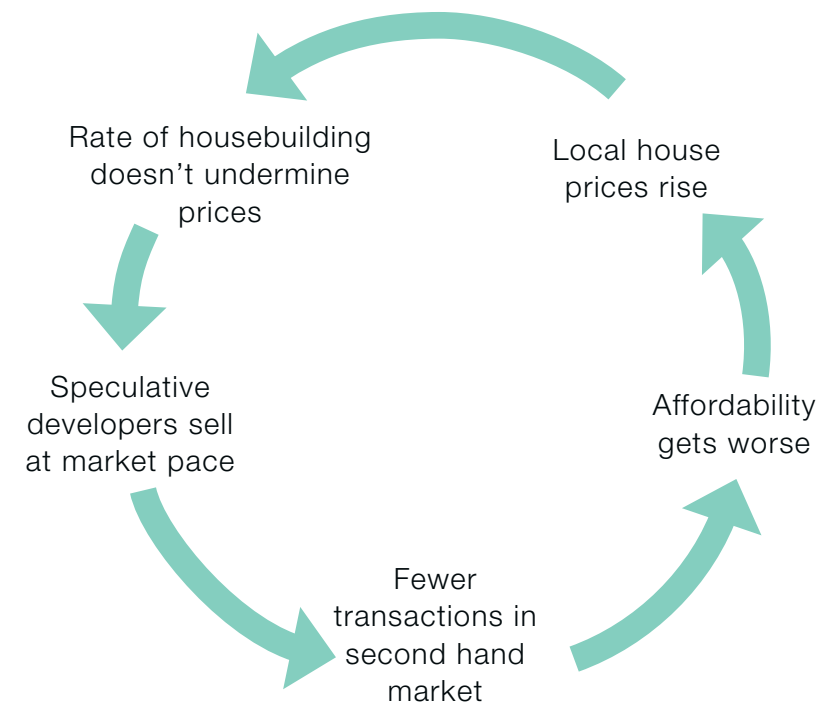 Rate of housebuilding
doesn’t undermine
prices
Local house
prices rise
Speculative
developers sell
at market pace
Affordability
gets worse
Fewer
transactions in
second hand
market